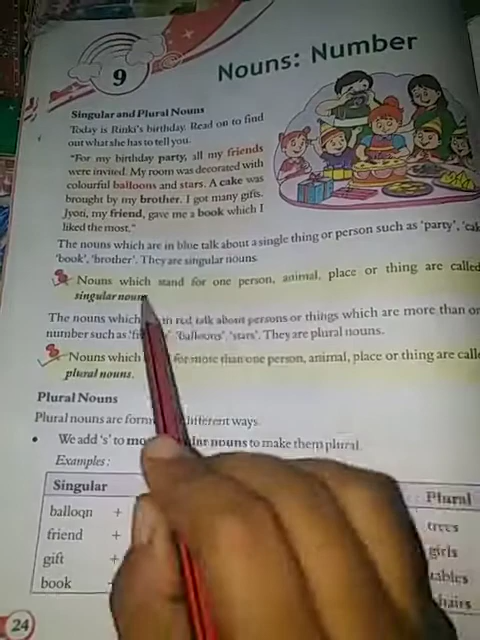 9
Nouns: Number
Singular and Plural Nouns
Today is Rinki's birthday. Read on to find
out what she has to tell you.
"For my birthday party, all my friends
were invited. My room was decorated with
colourful balloons and stars. A cake was
brought by my brother. I got many gifts.
Jyoti, my friend, gave me a book which I
liked the most."
The nouns which are in blue talk about a single thing or person such as 'party', 'cak
'book', 'brother'. They are singular nouns.
Nouns which stand for one person, animal, place or thing are called
singular nouns
The nouns which in red talk about persons or things which are more than on
number such as 'balloons', 'stars'. They are plural nouns.
Nouns which for more than one person, animal, place or thing are calle
plural nouns.
Plural Nouns
Plural nouns are form different ways.
• We add 's' to nouns to make them plural.
Examples:
Singular Plural
balloon + trees
friend + girls
gift + tables
book chairs
24